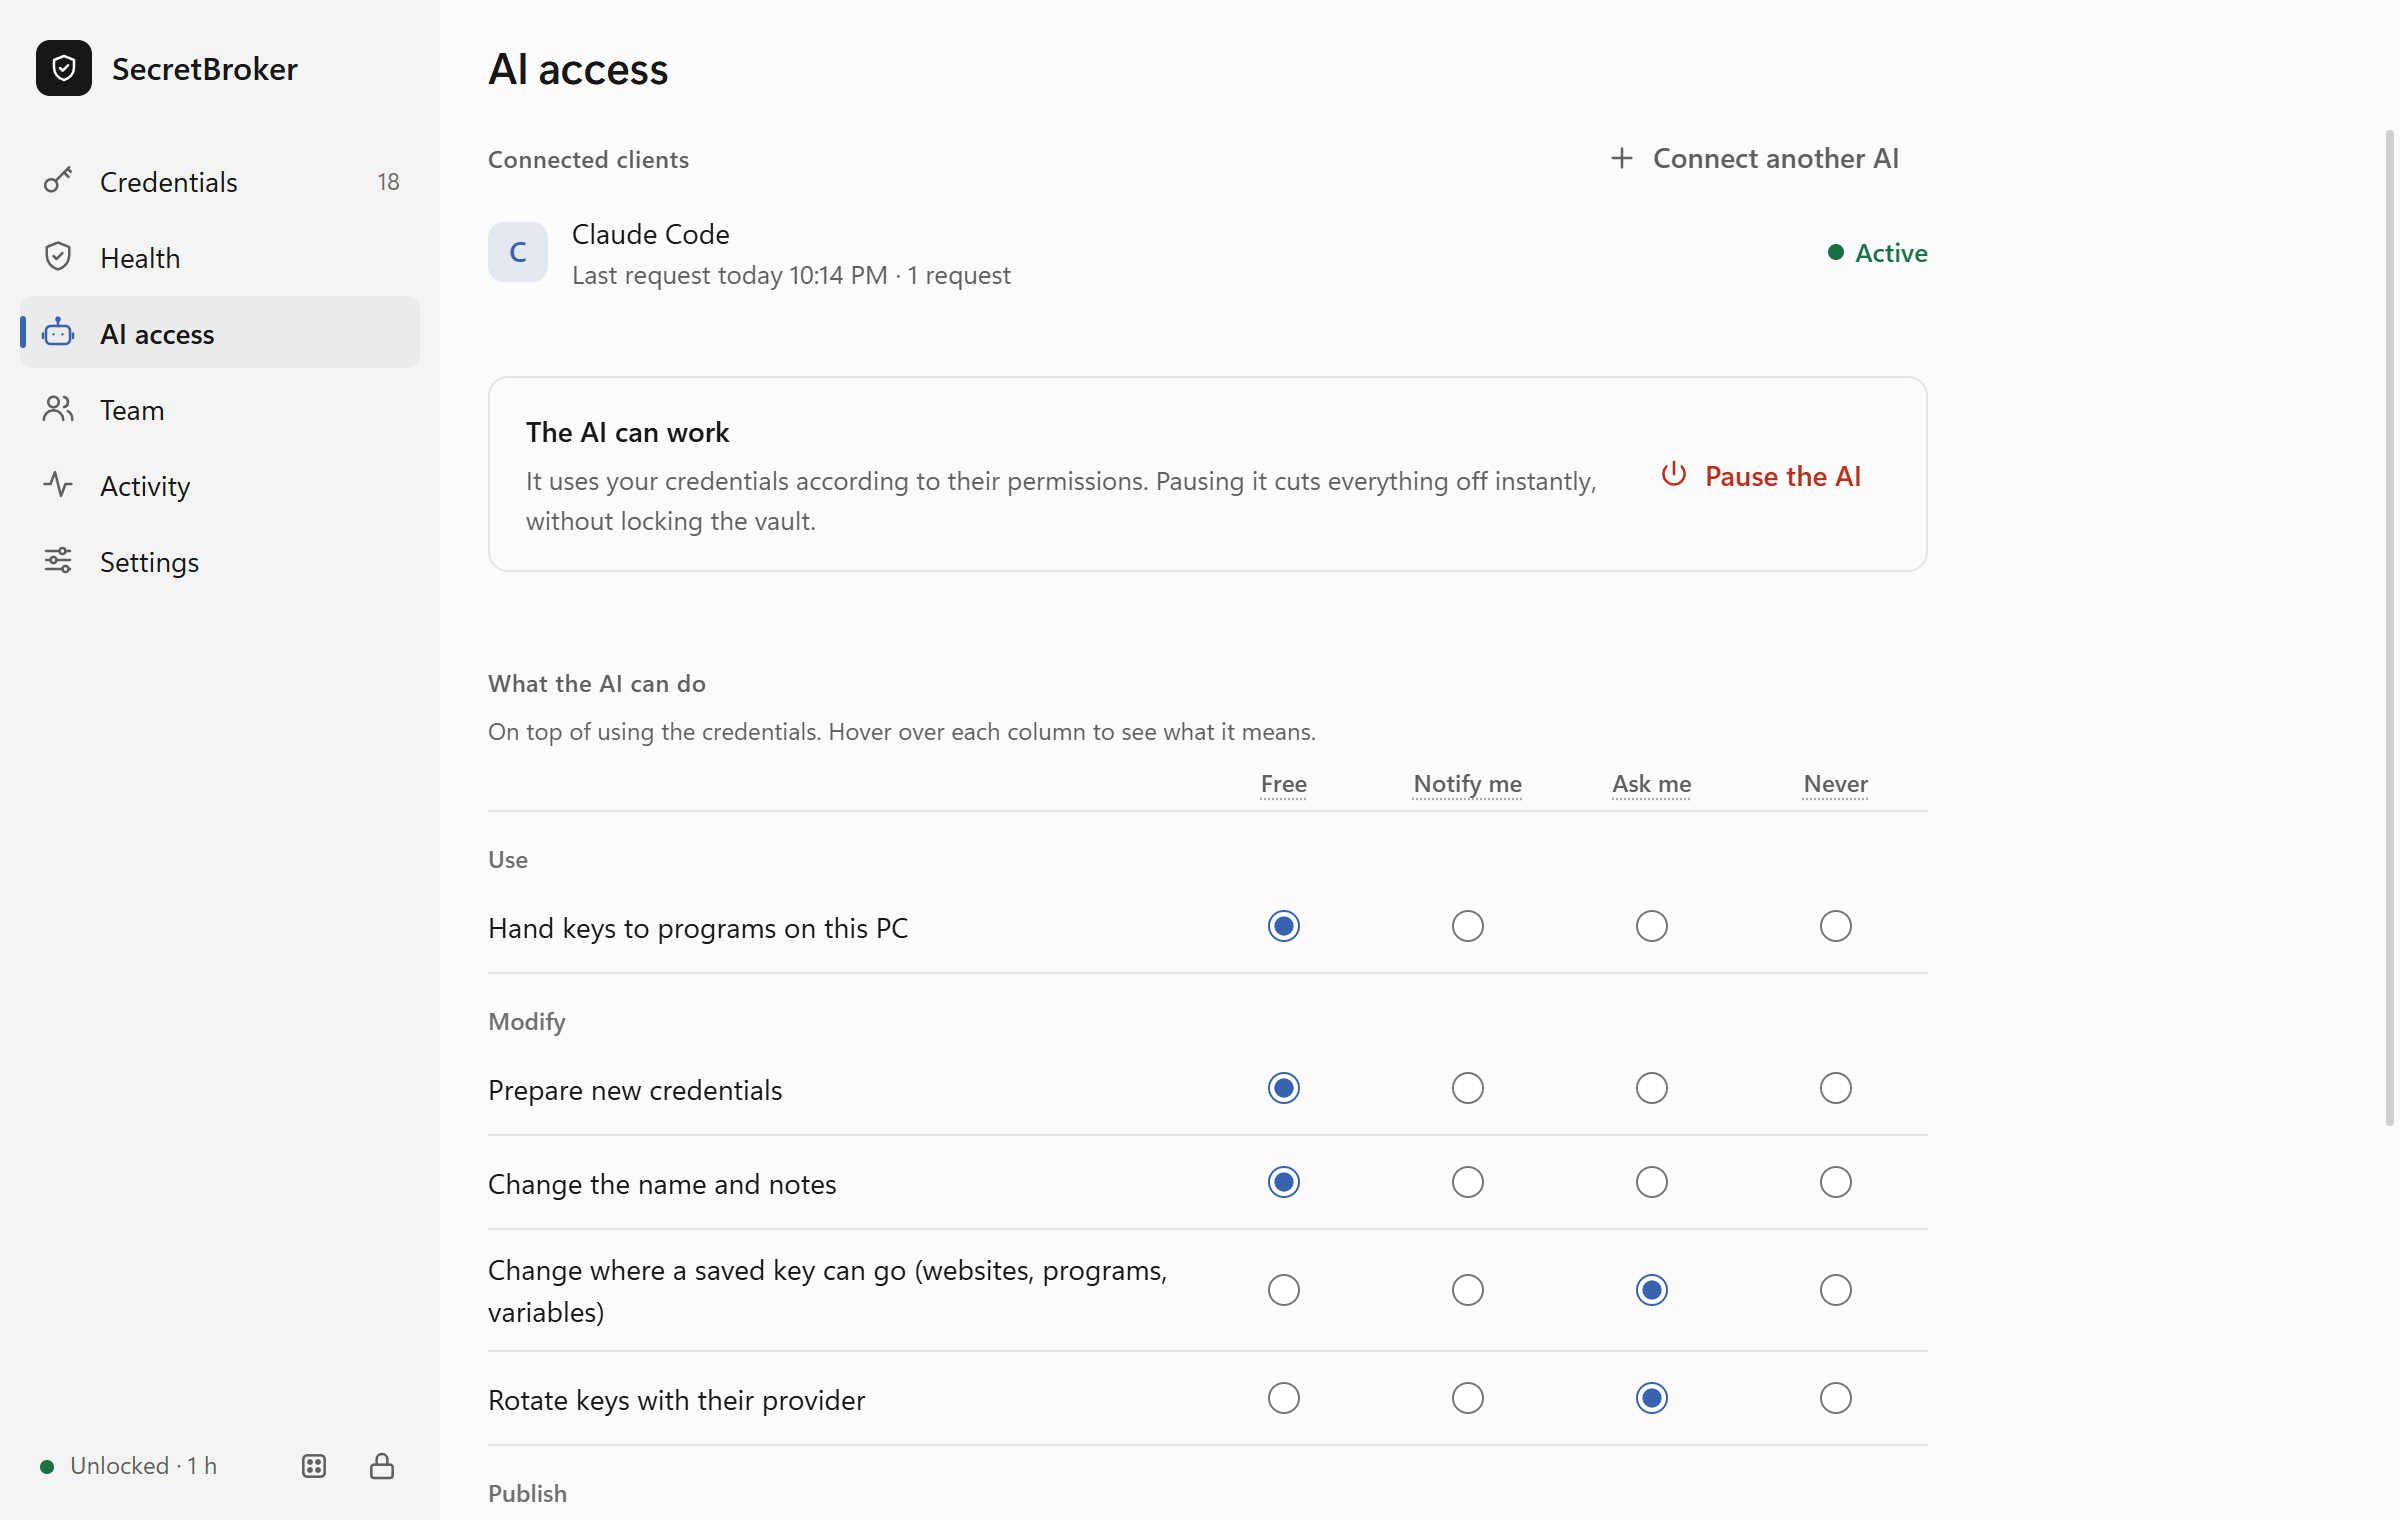 SecretBroker
Credentials 18
Health
AI access
Team
Activity
Settings
Unlocked · 1 h
AI access
Connected clients
Connect another AI
C
Claude Code
Last request today 10:14 PM · 1 request
Active
The AI can work
It uses your credentials according to their permissions. Pausing it cuts everything off instantly,
without locking the vault.
Pause the AI
What the AI can do
On top of using the credentials. Hover over each column to see what it means.
Free Notify me Ask me Never
Use
Hand keys to programs on this PC
Modify
Prepare new credentials
Change the name and notes
Change where a saved key can go (websites, programs,
variables)
Rotate keys with their provider
Publish